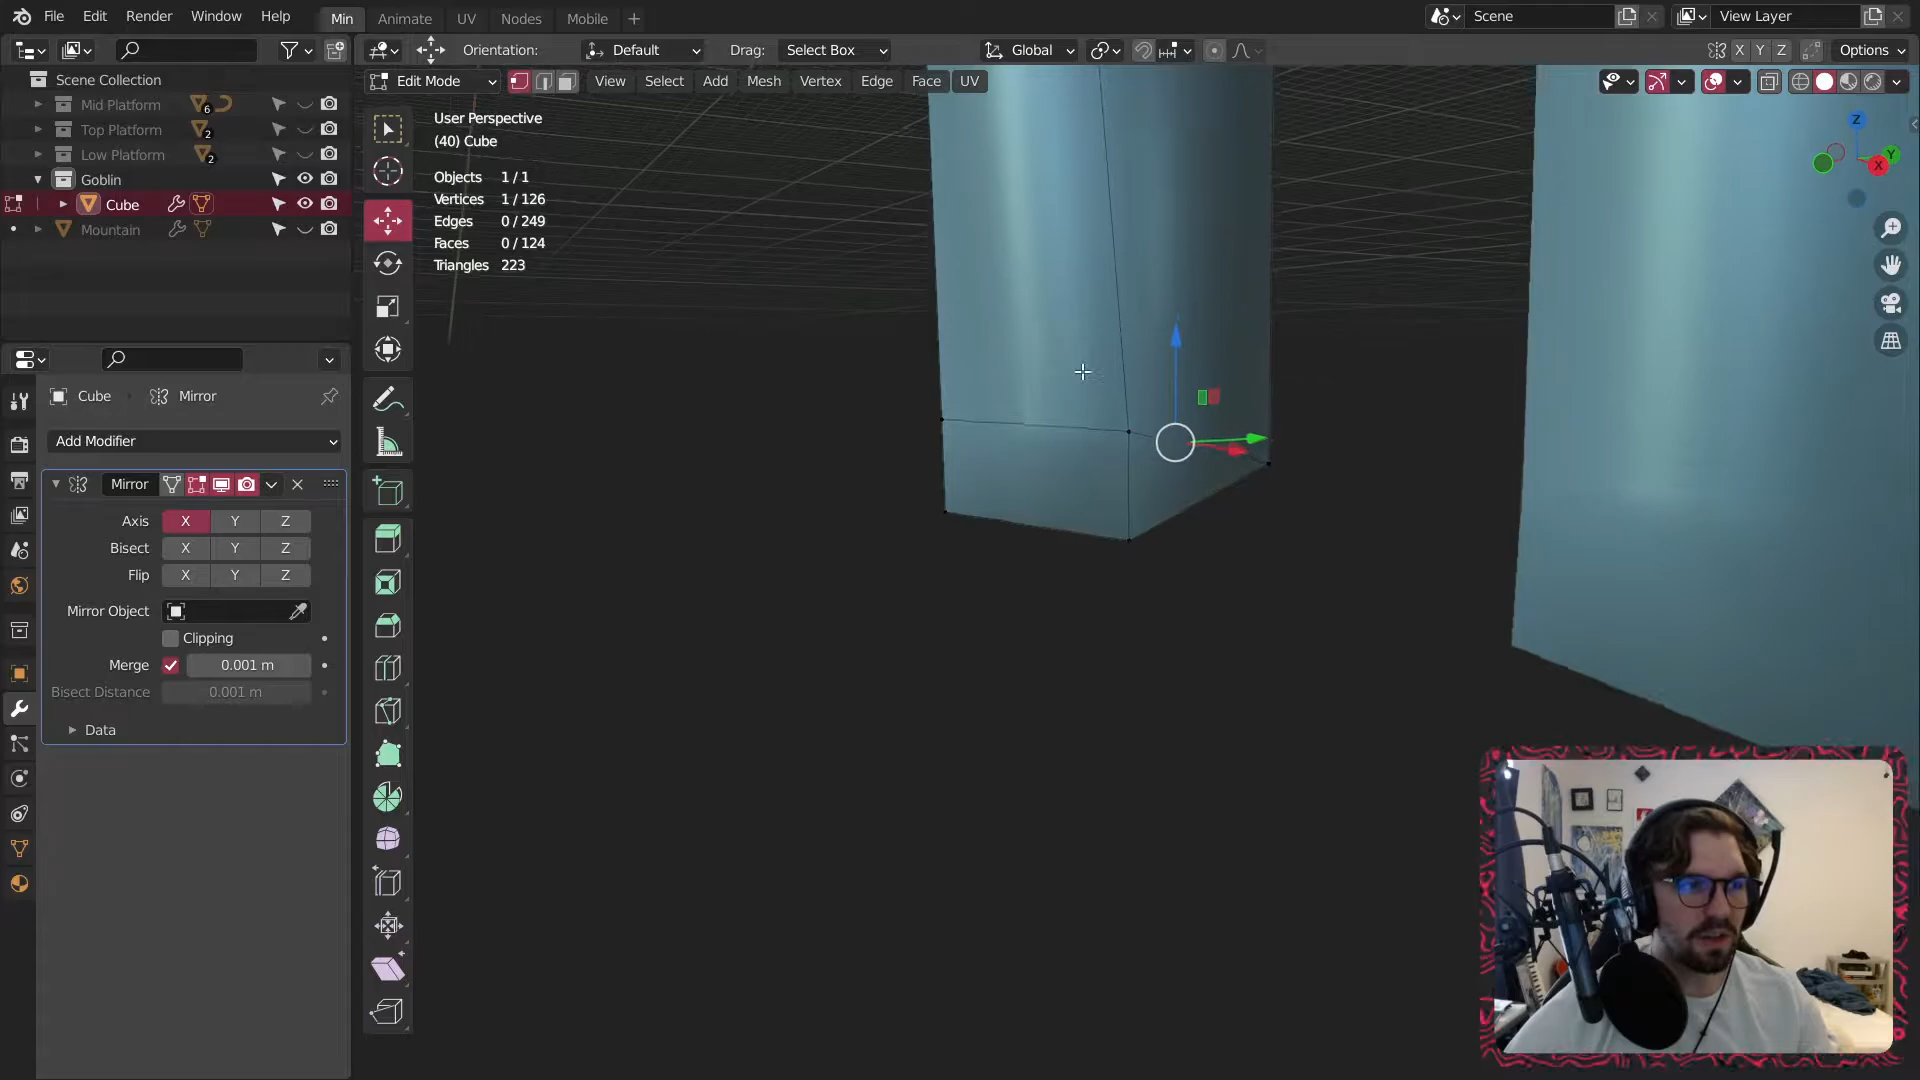 File Edit Render Window Help Min Animate UV Nodes Mobile + Scene View Layer
Orientation: Default Drag: Select Box Global X Y Z Options
Edit Mode View Select Add Mesh Vertex Edge Face UV
Scene Collection
Mid Platform 6
Top Platform 2
Low Platform 2
Goblin
Cube
Mountain
User Perspective
(40) Cube
Objects 1 / 1
Vertices 1 / 126
Edges 0 / 249
Faces 0 / 124
Triangles 223
Z
Y
X
Cube Mirror
Add Modifier
Mirror
Axis X Y Z
Bisect X Y Z
Flip X Y Z
Mirror Object
Clipping
Merge 0.001 m
Bisect Distance 0.001 m
Data